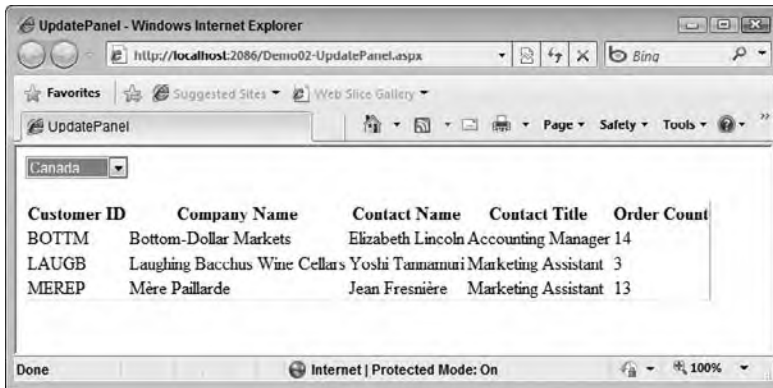 UpdatePanel - Windows Internet Explorer
http://localhost:2086/Demo02-UpdatePanel.aspx
Bing
Favorites Suggested Sites Web Slice Gallery
UpdatePanel Page Safety Tools
Canada
Customer ID Company Name Contact Name Contact Title Order Count
BOTTM Bottom-Dollar Markets Elizabeth Lincoln Accounting Manager 14
LAUGB Laughing Bacchus Wine Cellars Yoshi Tannamuri Marketing Assistant 3
MEREP Mère Paillarde Jean Fresnière Marketing Assistant 13
Done Internet | Protected Mode: On 100%